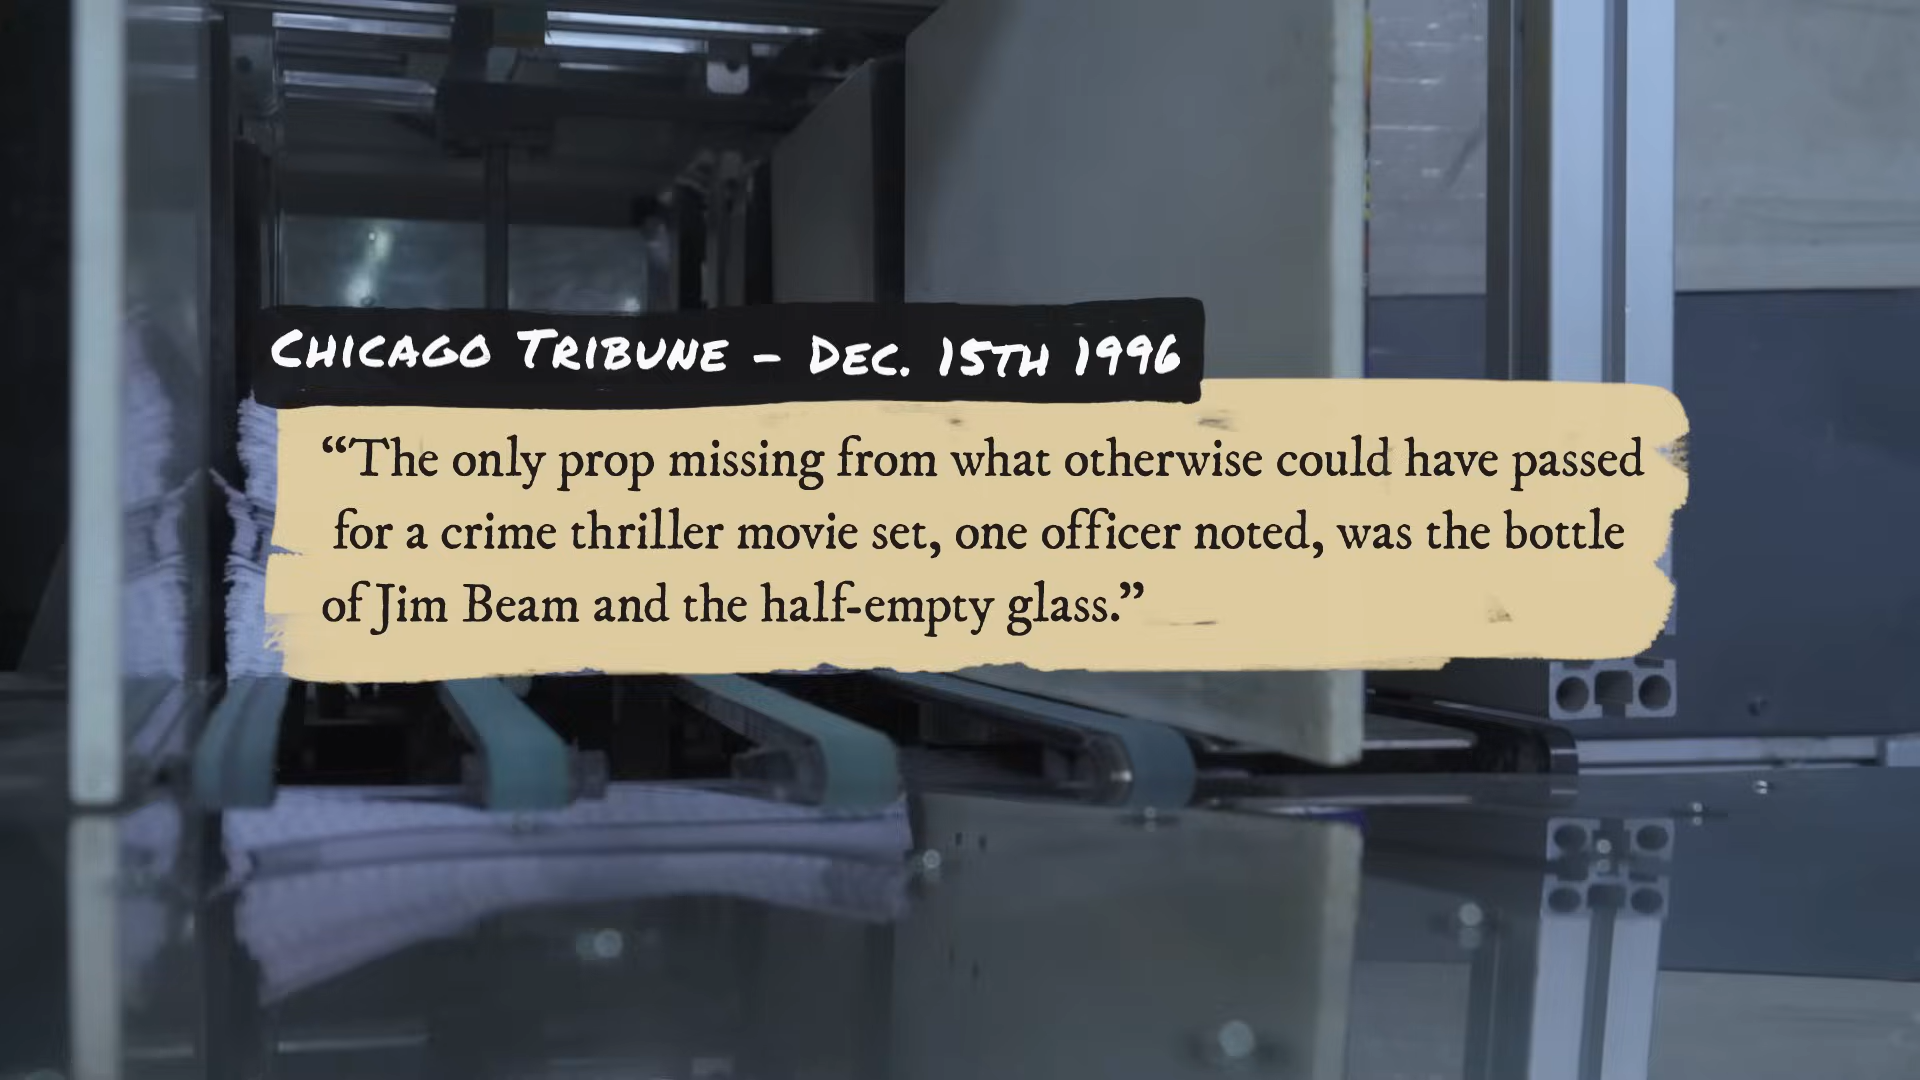 CHICAGO TRIBUNE – DEC. 15TH 1996
“The only prop missing from what otherwise could have passed
for a crime thriller movie set, one officer noted, was the bottle
of Jim Beam and the half-empty glass.”